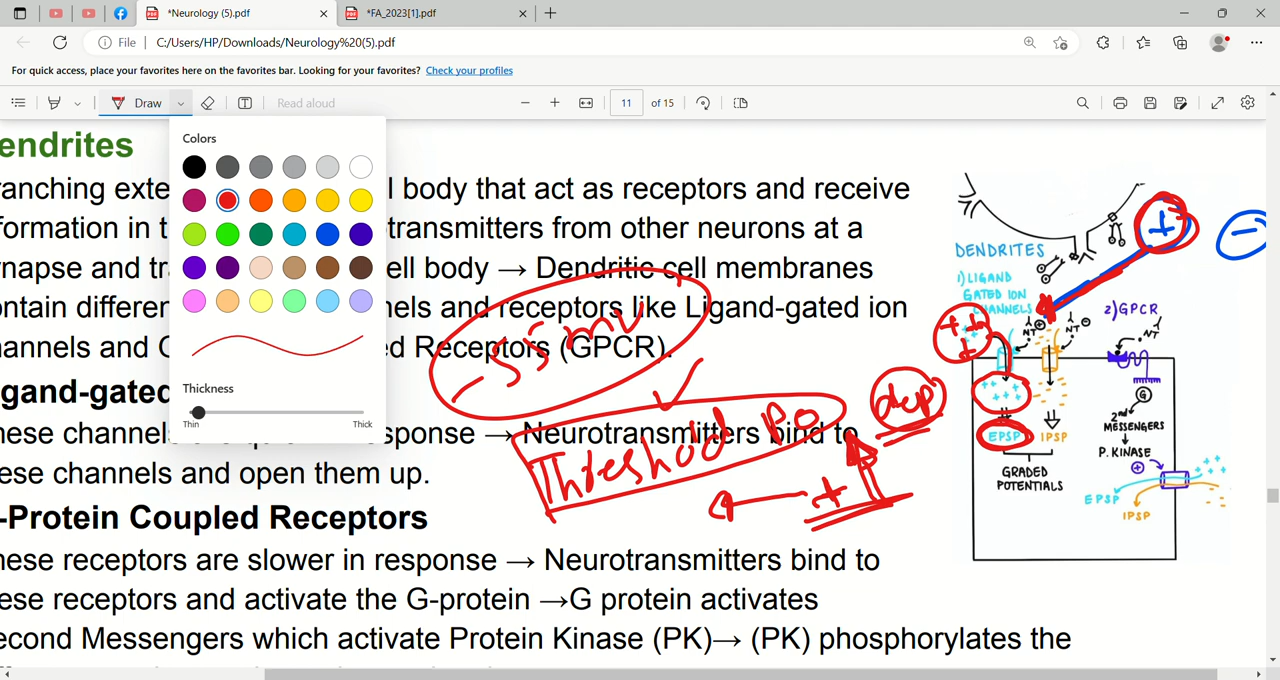 *Neurology (5).pdf
*FA_2023[1].pdf
File
C:/Users/HP/Downloads/Neurology%20(5).pdf
For quick access, place your favorites here on the favorites bar. Looking for your favorites? Check your profiles
Draw
Read aloud
11 of 15
Colors
Thickness
Thin
Thick
endrites
ranching exte l body that act as receptors and receive
formation in t transmitters from other neurons at a
ynapse and tr ell body → Dendritic cell membranes
ontain differen nels and receptors like Ligand-gated ion
hannels and d Receptors (GPCR).
gand-gated
hese channel sponse → Neurotransmitters bind to
ese channels and open them up.
-Protein Coupled Receptors
hese receptors are slower in response → Neurotransmitters bind to
ese receptors and activate the G-protein →G protein activates
econd Messengers which activate Protein Kinase (PK)→ (PK) phosphorylates the
-55 mv
Threshold Po
+
dep
+
−
DENDRITES
1) LIGAND
GATED ION
CHANNELS
2) GPCR
+ + +
NT +
NT −
NT
G
2nd
MESSENGERS
P. KINASE
+
EPSP
IPSP
GRADED
POTENTIALS
EPSP
IPSP